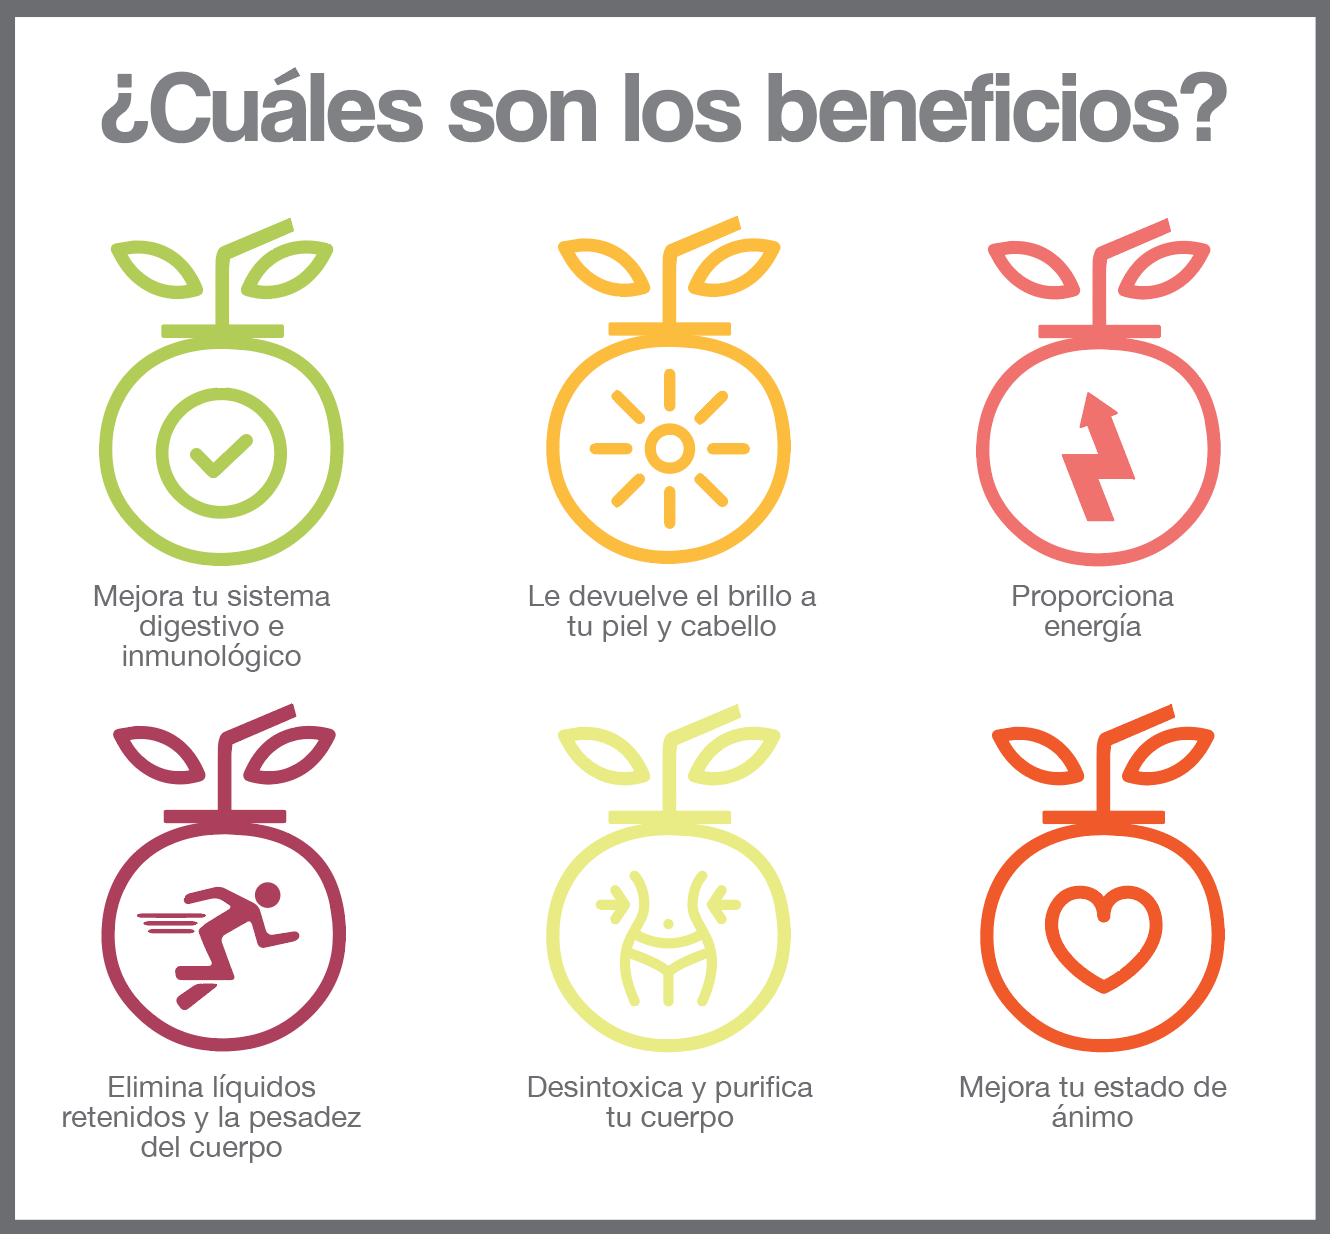 ¿Cuáles son los beneficios?
Mejora tu sistema
digestivo e
inmunológico
Le devuelve el brillo a
tu piel y cabello
Proporciona
energía
Elimina líquidos
retenidos y la pesadez
del cuerpo
Desintoxica y purifica
tu cuerpo
Mejora tu estado de
ánimo